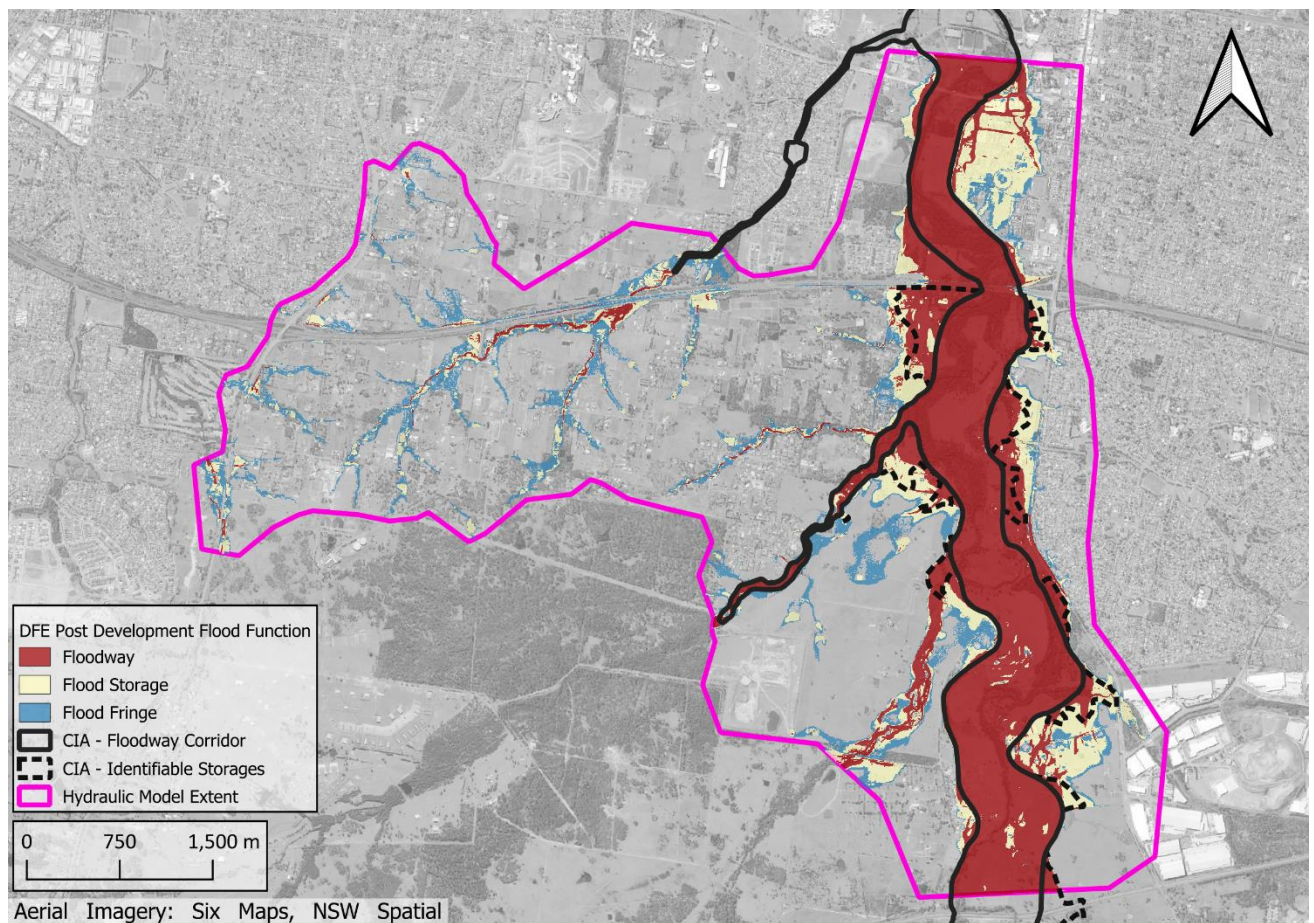 DFE Post Development Flood Function
Floodway
Flood Storage
Flood Fringe
CIA - Floodway Corridor
CIA - Identifiable Storages
Hydraulic Model Extent
0 750 1,500 m
Aerial Imagery: Six Maps, NSW Spatial